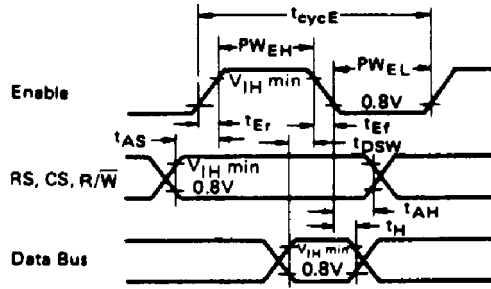 tcycE
PWEH
PWEL
Enable
VIH min
0.8V
tEr
tEf
tAS
tDSW
RS, CS, R/W̅
VIH min
0.8V
tAH
tH
Data Bus
VIH min
0.8V